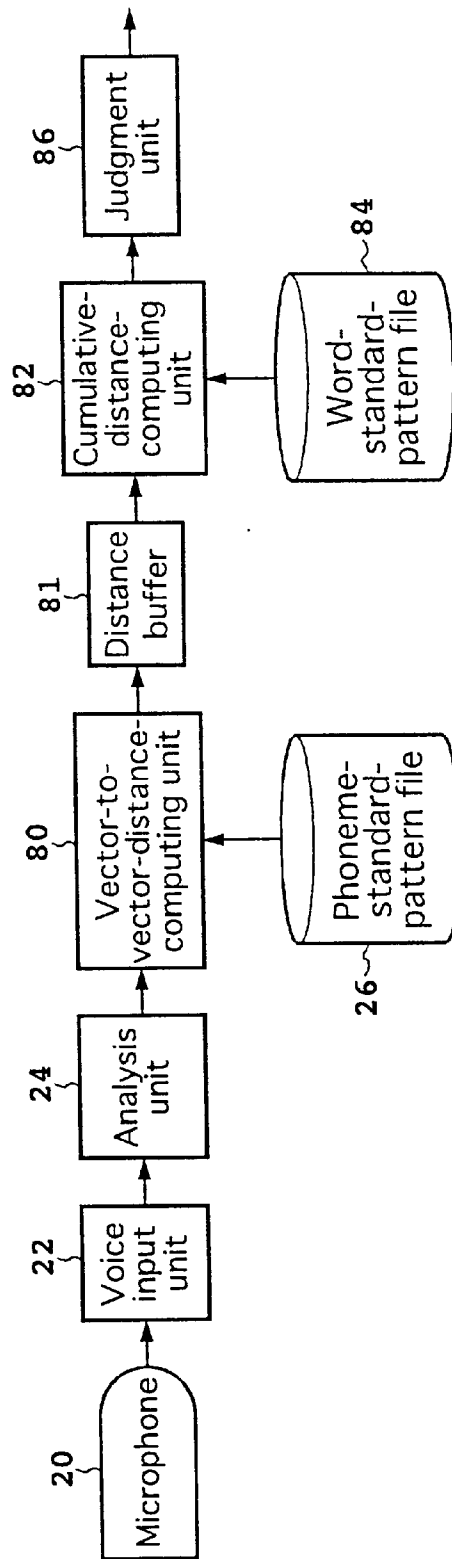 20
Microphone
22
Voice
input
unit
24
Analysis
unit
80
Vector-to-
vector-distance-
computing unit
26
Phoneme-
standard-
pattern file
81
Distance
buffer
82
Cumulative-
distance-
computing
unit
84
Word-
standard-
pattern file
86
Judgment
unit